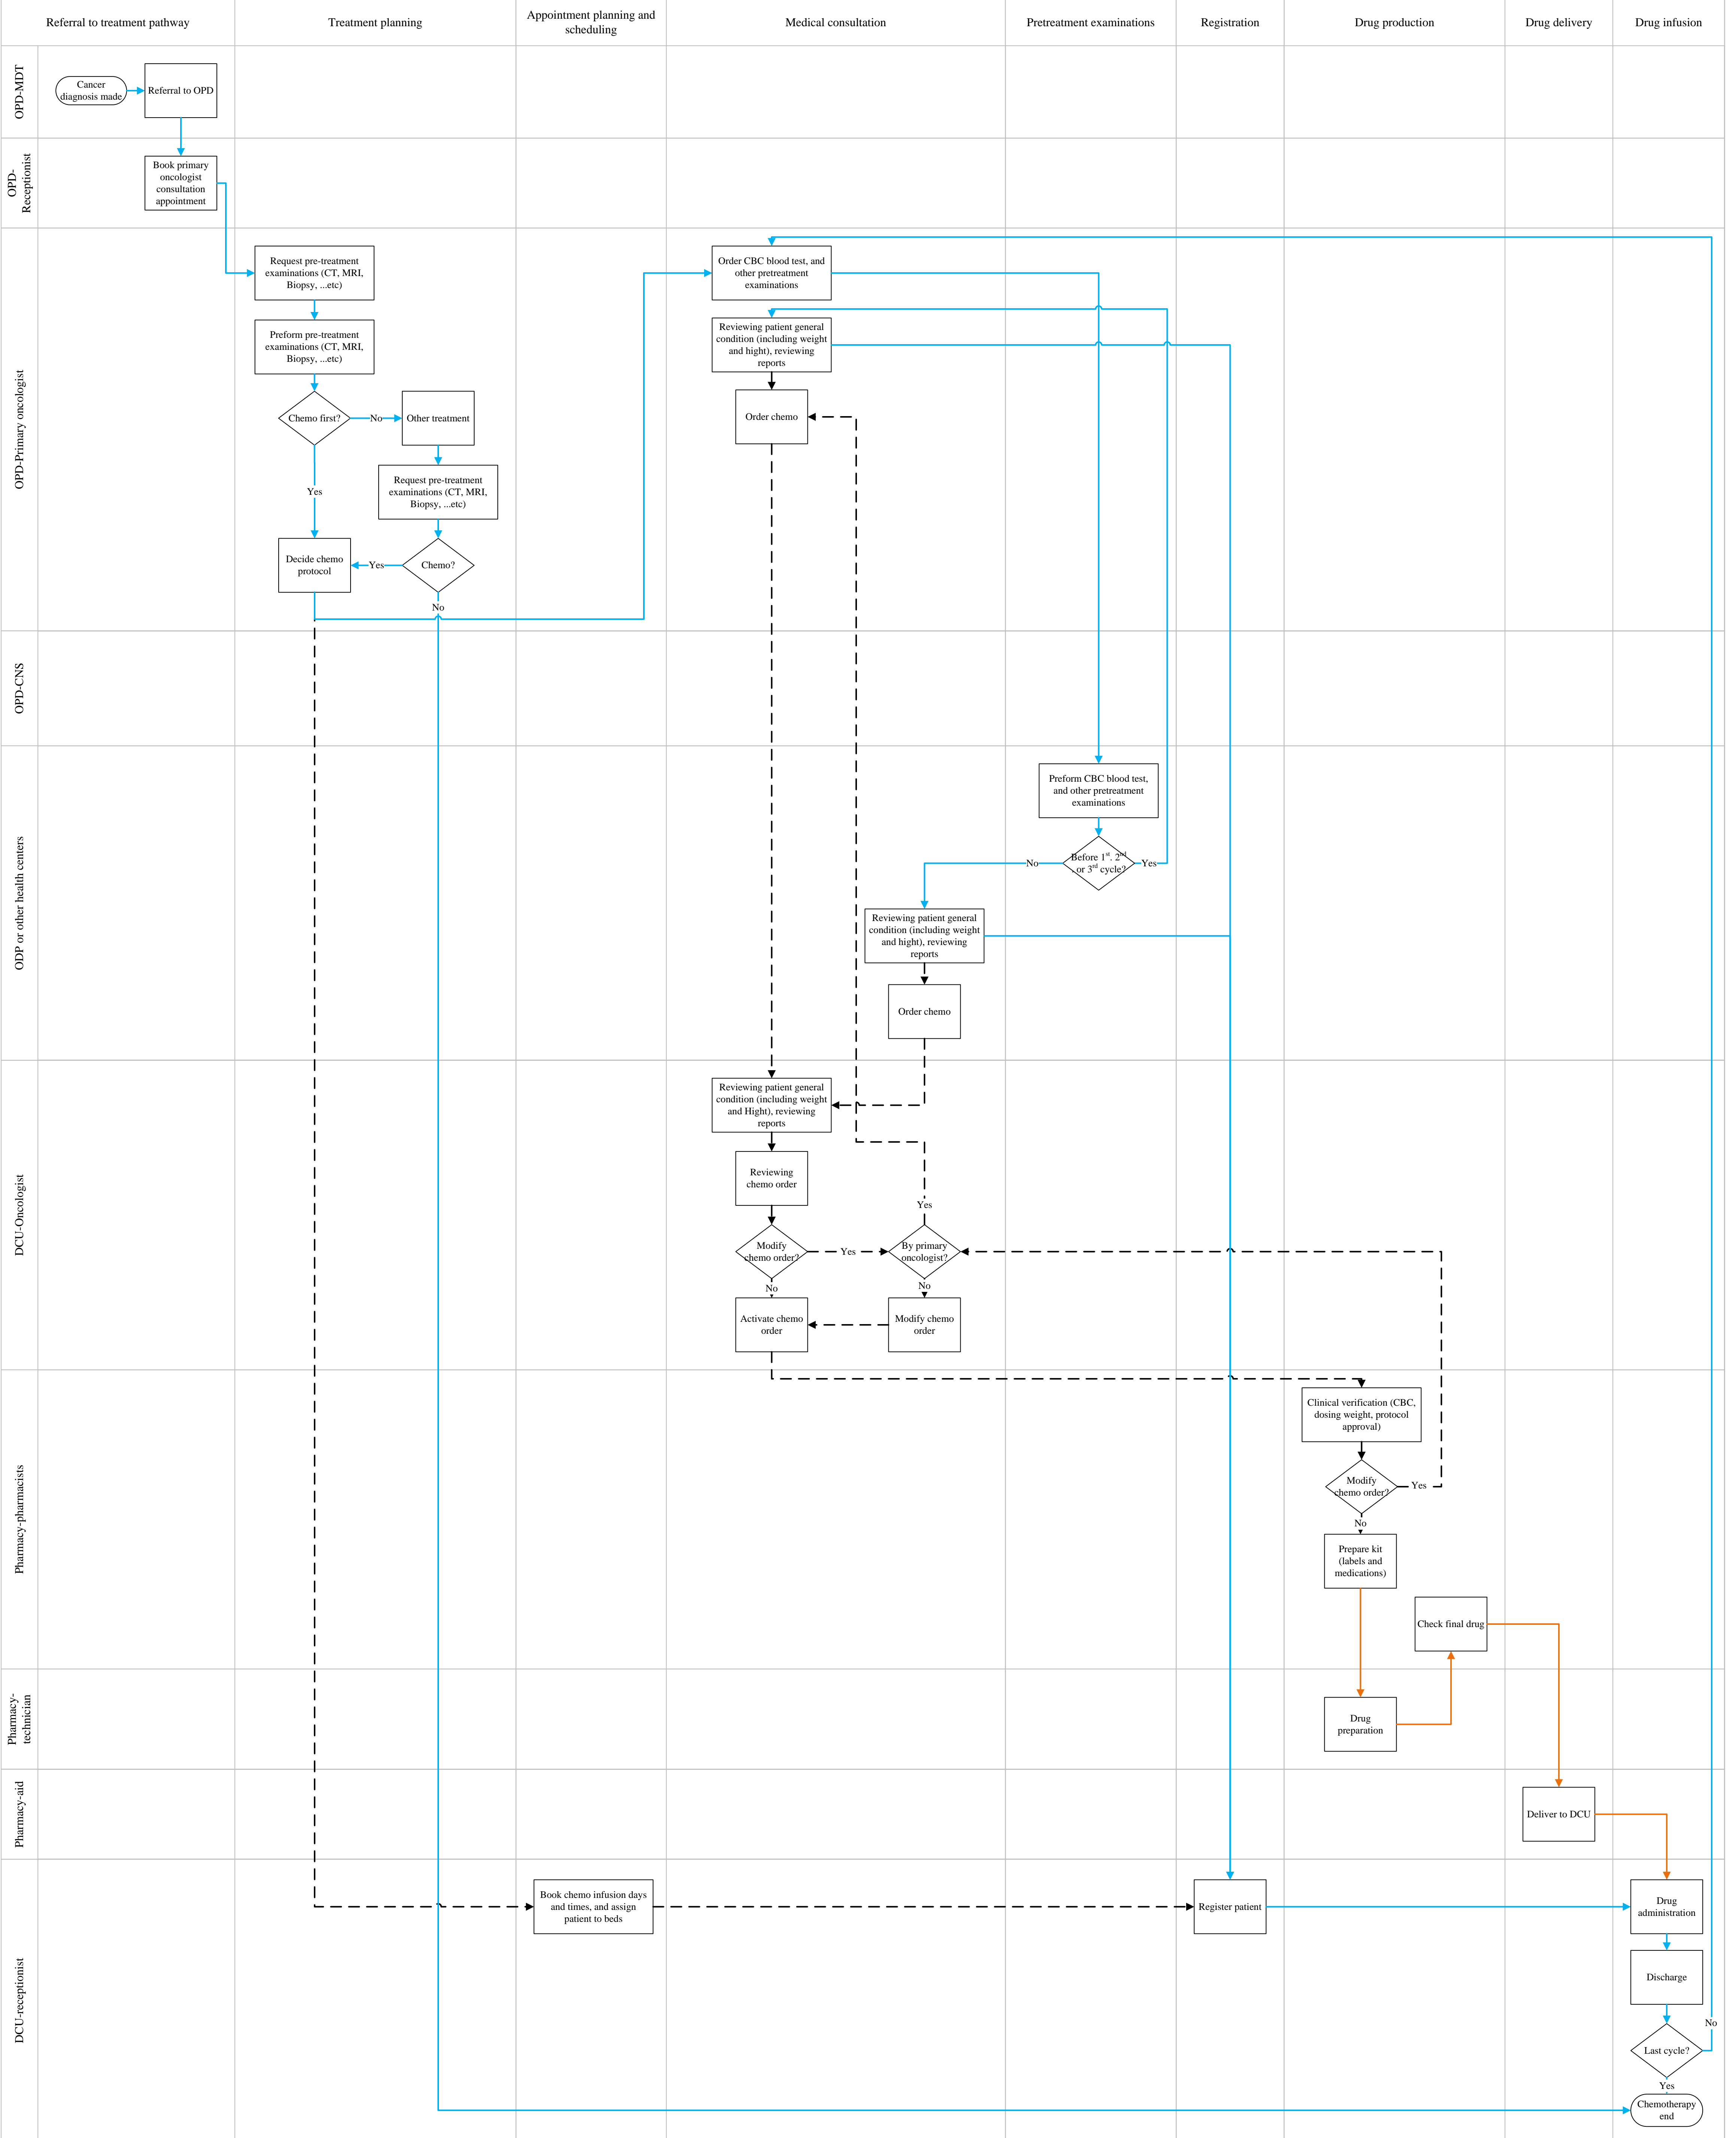 Referral to treatment pathway
Treatment planning
Appointment planning and
scheduling
Medical consultation
Pretreatment examinations
Registration
Drug production
Drug delivery
Drug infusion
OPD-MDT
Cancer
diagnosis made
Referral to OPD
OPD-
Receptionist
Book primary
oncologist
consultation
appointment
OPD-Primary oncologist
Request pre-treatment
examinations (CT, MRI,
Biopsy, ...etc)
Preform pre-treatment
examinations (CT, MRI,
Biopsy, ...etc)
Chemo first?
No
Other treatment
Request pre-treatment
examinations (CT, MRI,
Biopsy, ...etc)
Yes
Decide chemo
protocol
Yes
Chemo?
No
Order CBC blood test, and
other pretreatment
examinations
Reviewing patient general
condition (including weight
and hight), reviewing
reports
Order chemo
OPD-CNS
ODP or other health centers
Preform CBC blood test,
and other pretreatment
examinations
No
Before 1st. 2nd
, or 3rd cycle?
Yes
Reviewing patient general
condition (including weight
and hight), reviewing
reports
Order chemo
DCU-Oncologist
Reviewing patient general
condition (including weight
and Hight), reviewing
reports
Reviewing
chemo order
Yes
Modify
chemo order?
Yes
By primary
oncologist?
No
No
Activate chemo
order
Modify chemo
order
Pharmacy-pharmacists
Clinical verification (CBC,
dosing weight, protocol
approval)
Modify
chemo order?
Yes
No
Prepare kit
(labels and
medications)
Check final drug
Pharmacy-
technician
Drug
preparation
Pharmacy-aid
Deliver to DCU
DCU-receptionist
Book chemo infusion days
and times, and assign
patient to beds
Register patient
Drug
administration
Discharge
No
Last cycle?
Yes
Chemotherapy
end